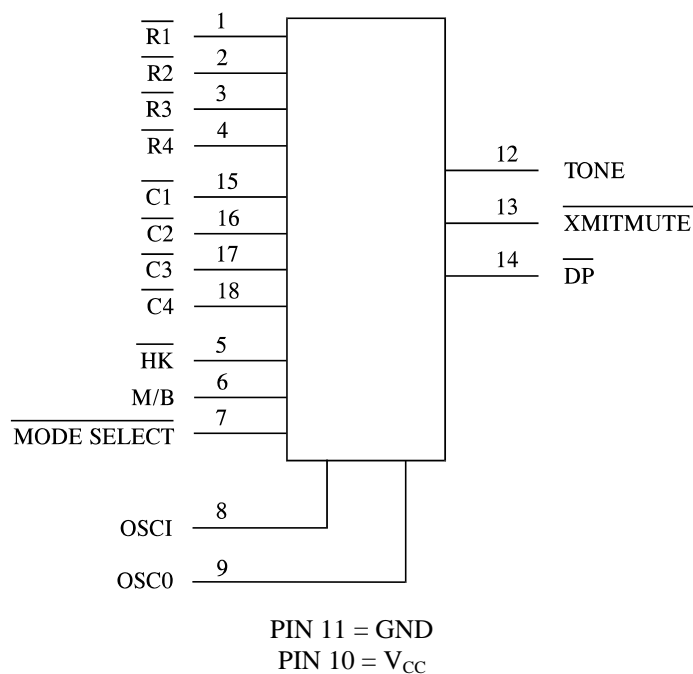 R1 1
R2 2
R3 3
R4 4
C1 15
C2 16
C3 17
C4 18
HK 5
M/B 6
MODE SELECT 7
OSCI 8
OSC0 9
12 TONE
13 XMITMUTE
14 DP
PIN 11 = GND
PIN 10 = VCC